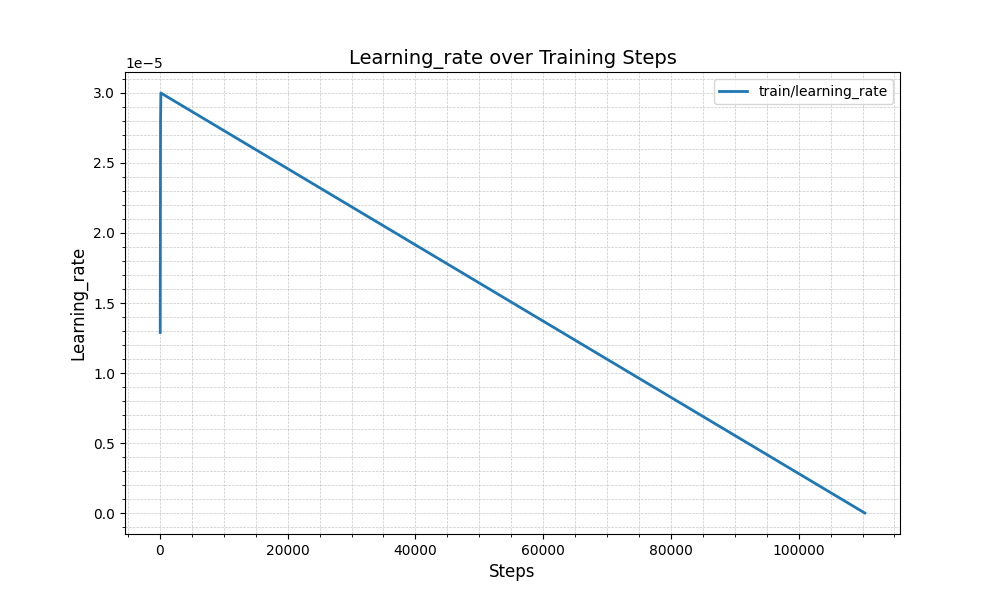 Learning_rate over Training Steps
1e−5
train/learning_rate
3.0
2.5
2.0
1.5
1.0
0.5
0.0
Learning_rate
0 20000 40000 60000 80000 100000
Steps